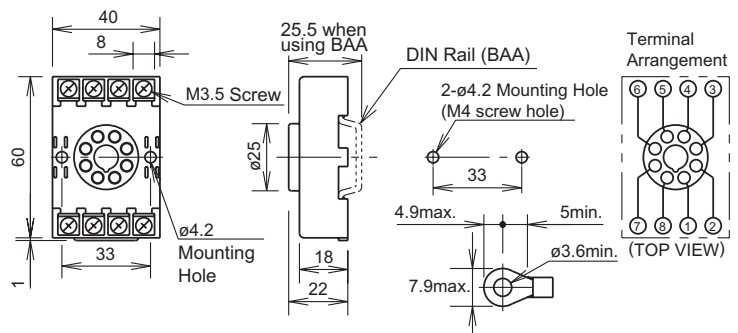 40
8
25.5 when
using BAA
DIN Rail (BAA)
Terminal
Arrangement
M3.5 Screw
2-ø4.2 Mounting Hole
(M4 screw hole)
6 5 4 3
60
ø25
33
4.9max.
5min.
ø4.2
Mounting
Hole
7 8 1 2
(TOP VIEW)
33
1
18
22
7.9max.
ø3.6min.